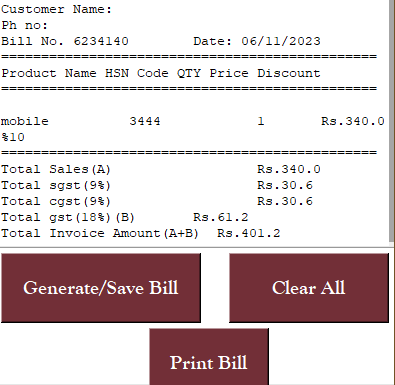 Customer Name:
Ph no:
Bill No. 6234140 Date: 06/11/2023
===============================================
Product Name HSN Code QTY Price Discount
===============================================
mobile 3444 1 Rs.340.0
%10
===============================================
Total Sales(A) Rs.340.0
Total sgst(9%) Rs.30.6
Total cgst(9%) Rs.30.6
Total gst(18%)(B) Rs.61.2
Total Invoice Amount(A+B) Rs.401.2
Generate/Save Bill Clear All
Print Bill